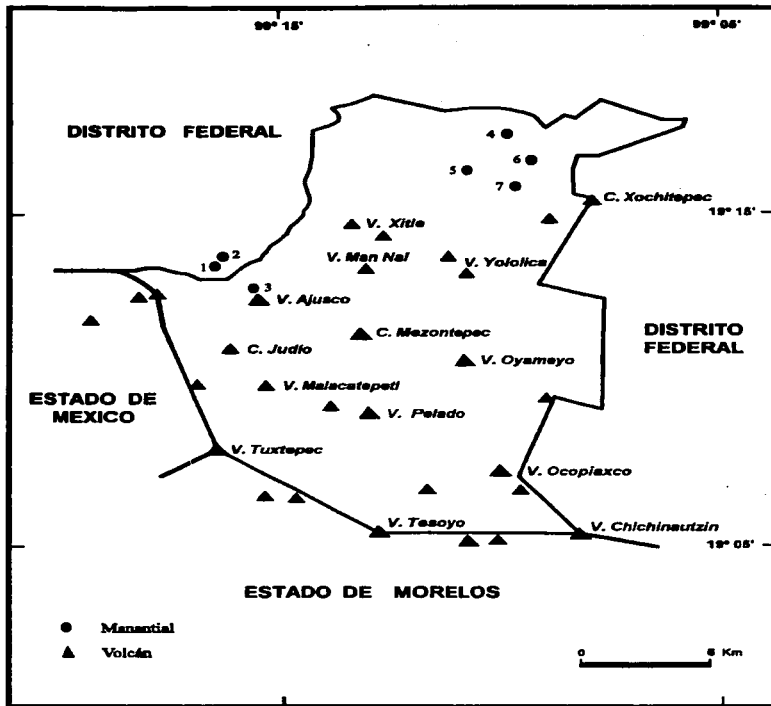 99° 15'
99° 05'
DISTRITO FEDERAL
4
6
5
7
C. Xochitepec
19° 15'
V. Xitle
2
1
V. Man Nal
V. Yololica
3
V. Ajusco
C. Mezontepec
DISTRITO
FEDERAL
C. Judío
V. Oyameyo
V. Malacatepetl
ESTADO DE
MEXICO
V. Pelado
V. Tuxtepec
V. Ocopiaxco
V. Tesoyo
V. Chichinautzin
19° 05'
ESTADO DE MORELOS
Manantial
Volcán
0
Km